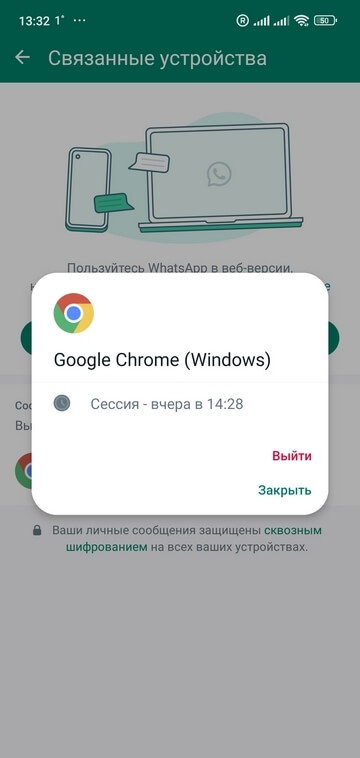 13:32 1° ...
R
50
Связанные устройства
Пользуйтесь WhatsApp в веб-версии,
Google Chrome (Windows)
Сессия - вчера в 14:28
Выйти
Закрыть
Ваши личные сообщения защищены сквозным
шифрованием на всех ваших устройствах.